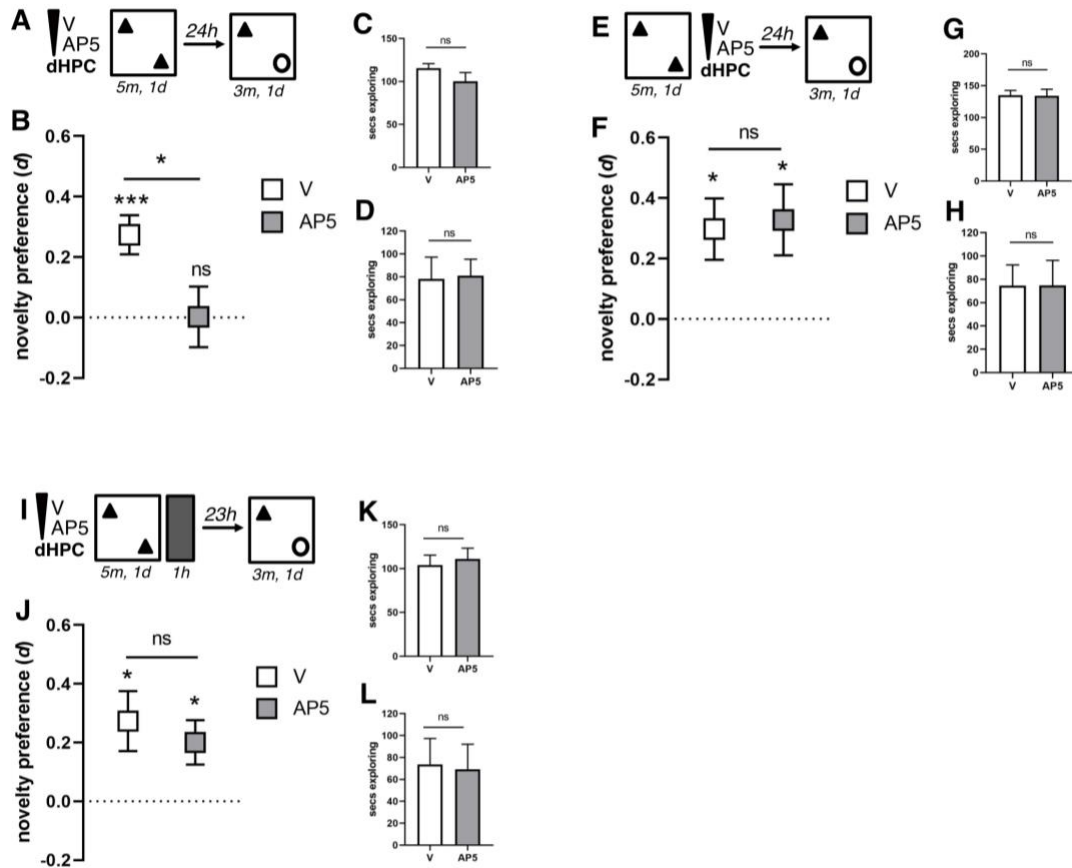 A
V
AP5
dHPC
24h
5m, 1d
3m, 1d
B
0.6
0.4
0.2
0.0
-0.2
novelty preference (d)
*
***
ns
V
AP5
C
ns
150
100
50
0
secs exploring
V AP5
D
ns
120
100
80
60
40
20
0
secs exploring
V AP5
E
V
AP5
dHPC
24h
5m, 1d
3m, 1d
F
0.6
0.4
0.2
0.0
-0.2
novelty preference (d)
ns
* *
V
AP5
G
ns
200
150
100
50
0
secs exploring
V AP5
H
ns
120
100
80
60
40
20
0
secs exploring
V AP5
I
V
AP5
dHPC
23h
5m, 1d 1h
3m, 1d
J
0.6
0.4
0.2
0.0
-0.2
novelty preference (d)
ns
* *
V
AP5
K
ns
150
100
50
0
secs exploring
V AP5
L
ns
120
100
80
60
40
20
0
secs exploring
V AP5